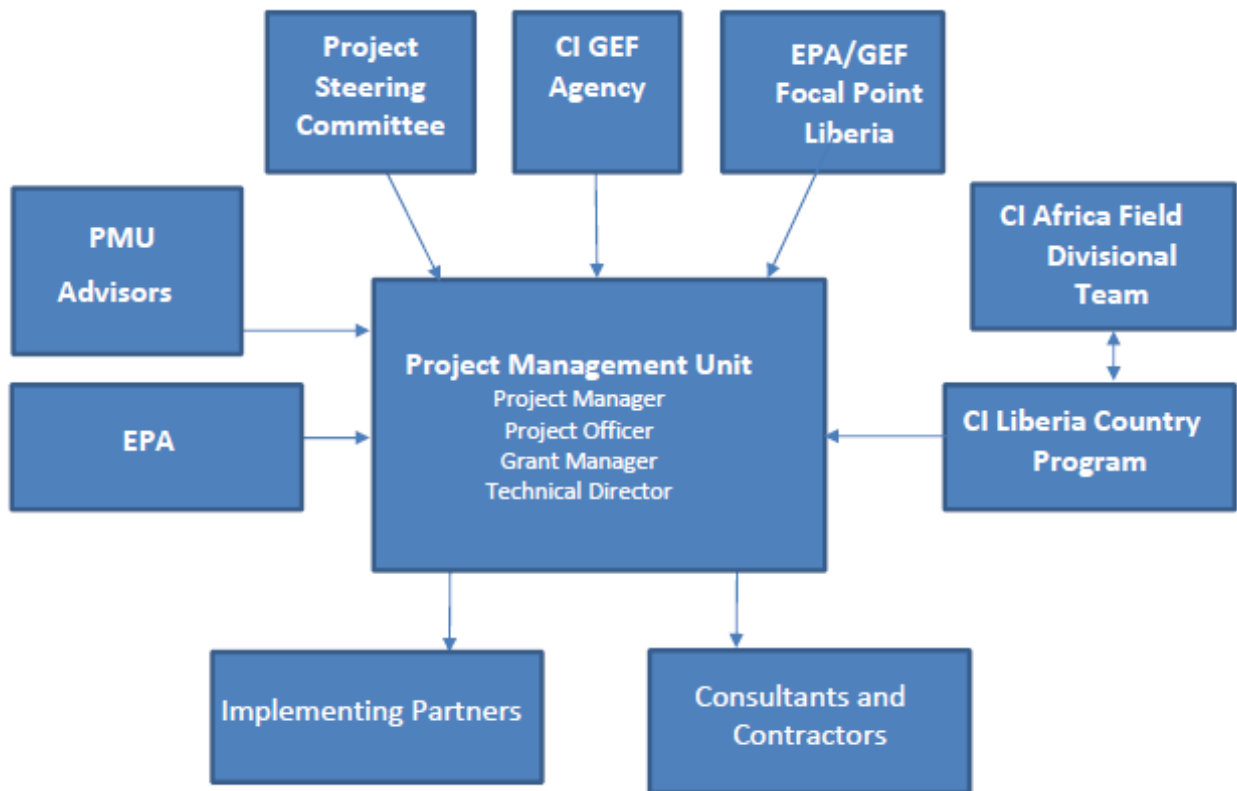 Project
Steering
Committee
CI GEF
Agency
EPA/GEF
Focal Point
Liberia
PMU
Advisors
CI Africa Field
Divisional
Team
Project Management Unit
Project Manager
Project Officer
Grant Manager
Technical Director
EPA
CI Liberia Country
Program
Implementing Partners
Consultants and
Contractors